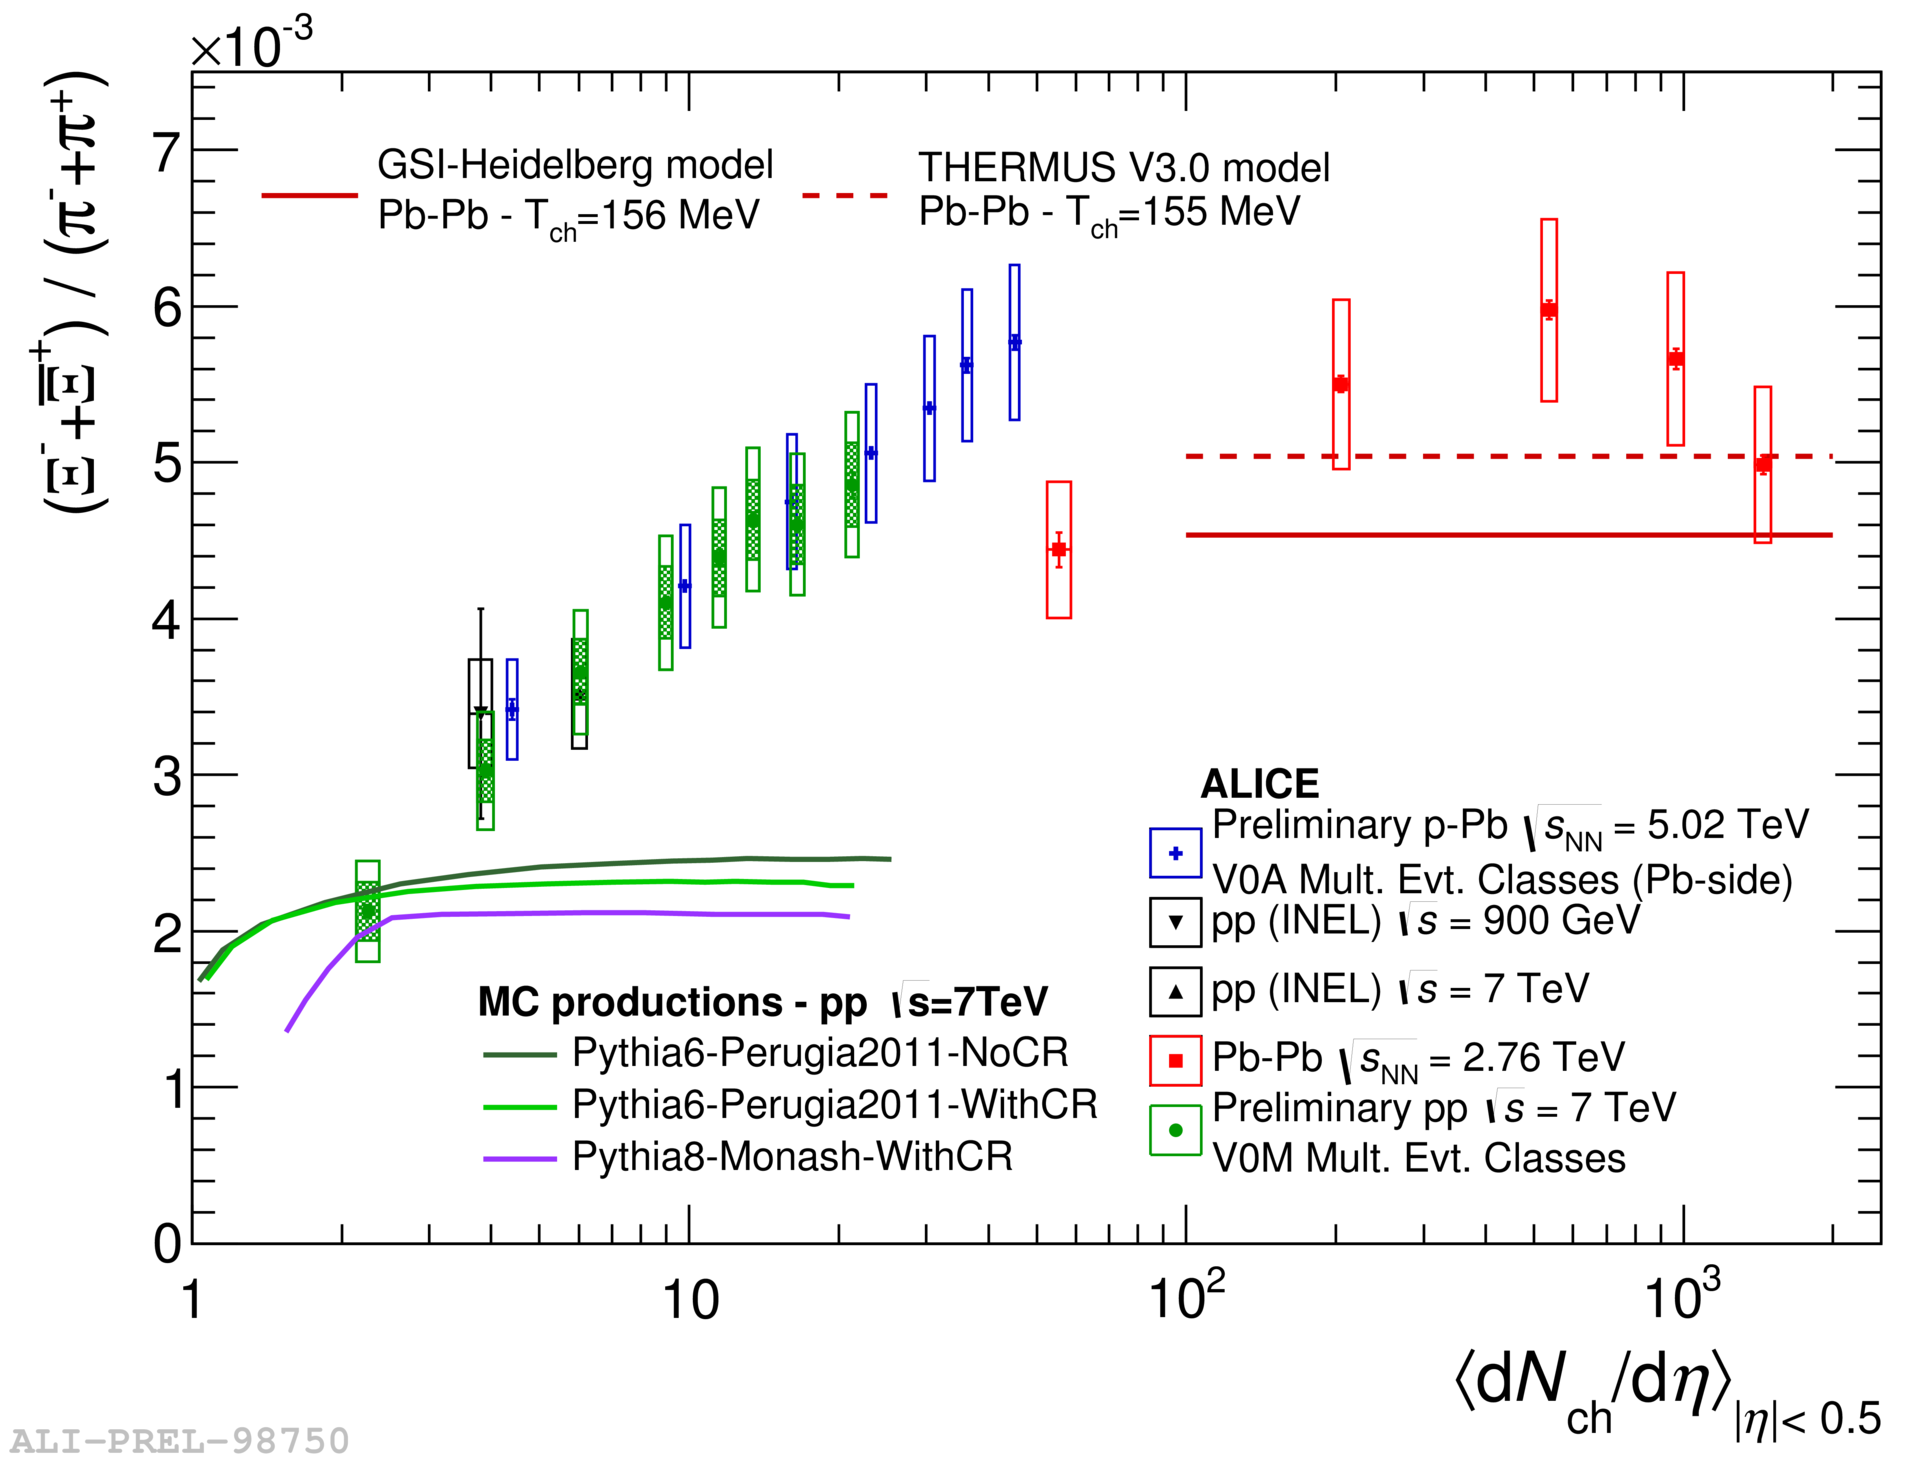 ×10⁻³
(Ξ⁻+Ξ̅⁺) / (π⁻+π⁺)
7
6
5
4
3
2
1
0
GSI-Heidelberg model
Pb-Pb - T_ch=156 MeV
THERMUS V3.0 model
Pb-Pb - T_ch=155 MeV
ALICE
Preliminary p-Pb √s_NN = 5.02 TeV
V0A Mult. Evt. Classes (Pb-side)
pp (INEL) √s = 900 GeV
pp (INEL) √s = 7 TeV
Pb-Pb √s_NN = 2.76 TeV
Preliminary pp √s = 7 TeV
V0M Mult. Evt. Classes
MC productions - pp √s=7TeV
Pythia6-Perugia2011-NoCR
Pythia6-Perugia2011-WithCR
Pythia8-Monash-WithCR
1 10 10² 10³
⟨dN_ch/dη⟩_|η|< 0.5
ALI-PREL-98750